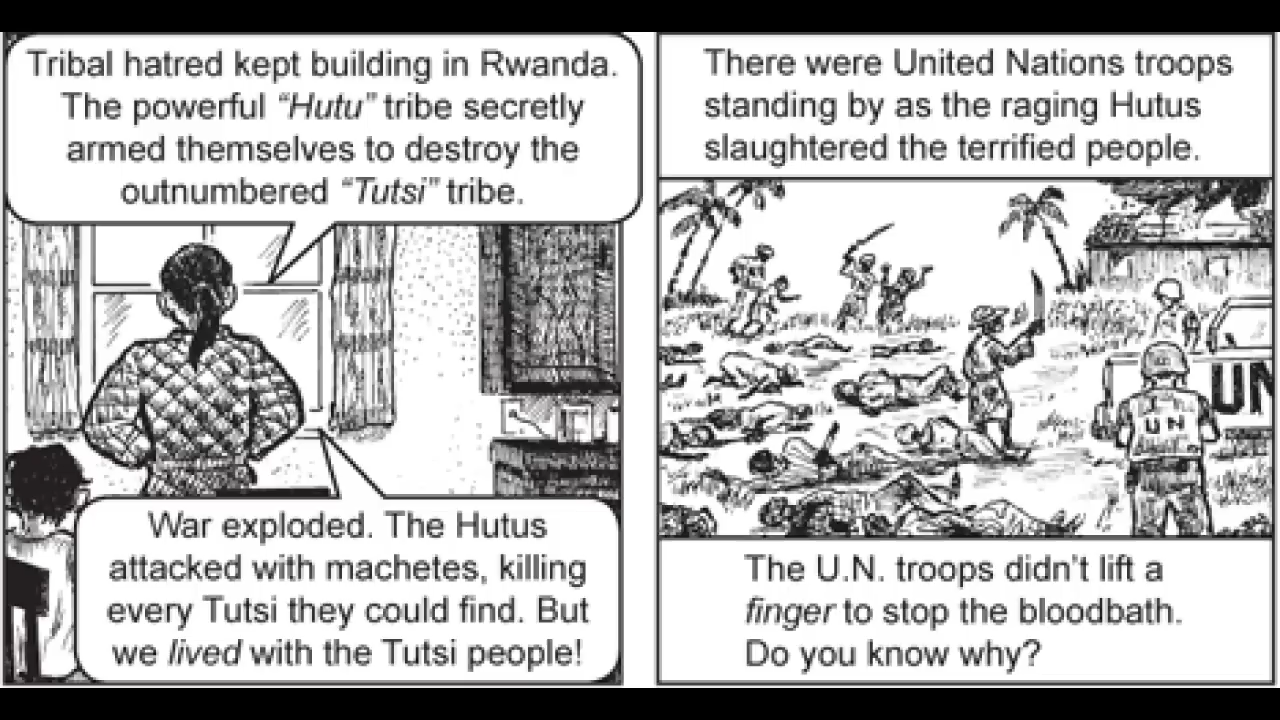 Tribal hatred kept building in Rwanda.
The powerful “Hutu” tribe secretly
armed themselves to destroy the
outnumbered “Tutsi” tribe.
War exploded. The Hutus
attacked with machetes, killing
every Tutsi they could find. But
we lived with the Tutsi people!
There were United Nations troops
standing by as the raging Hutus
slaughtered the terrified people.
UN
UN
The U.N. troops didn’t lift a
finger to stop the bloodbath.
Do you know why?